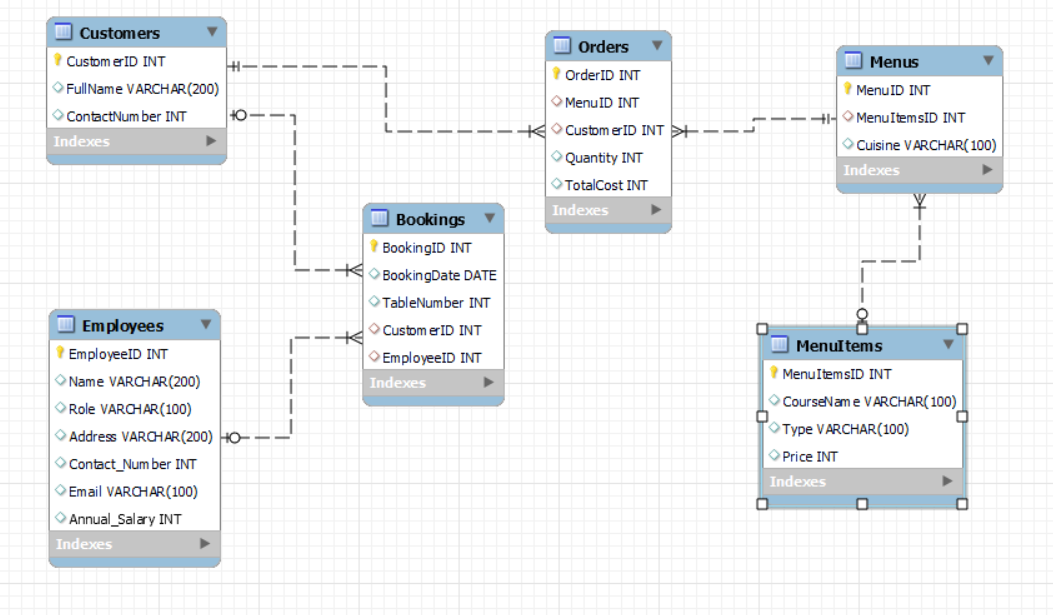 Customers
CustomerID INT
FullName VARCHAR(200)
ContactNumber INT
Indexes
Orders
OrderID INT
MenuID INT
CustomerID INT
Quantity INT
TotalCost INT
Indexes
Menus
MenuID INT
MenuItemsID INT
Cuisine VARCHAR(100)
Indexes
Bookings
BookingID INT
BookingDate DATE
TableNumber INT
CustomerID INT
EmployeeID INT
Indexes
Employees
EmployeeID INT
Name VARCHAR(200)
Role VARCHAR(100)
Address VARCHAR(200)
Contact_Number INT
Email VARCHAR(100)
Annual_Salary INT
Indexes
MenuItems
MenuItemsID INT
CourseName VARCHAR(100)
Type VARCHAR(100)
Price INT
Indexes